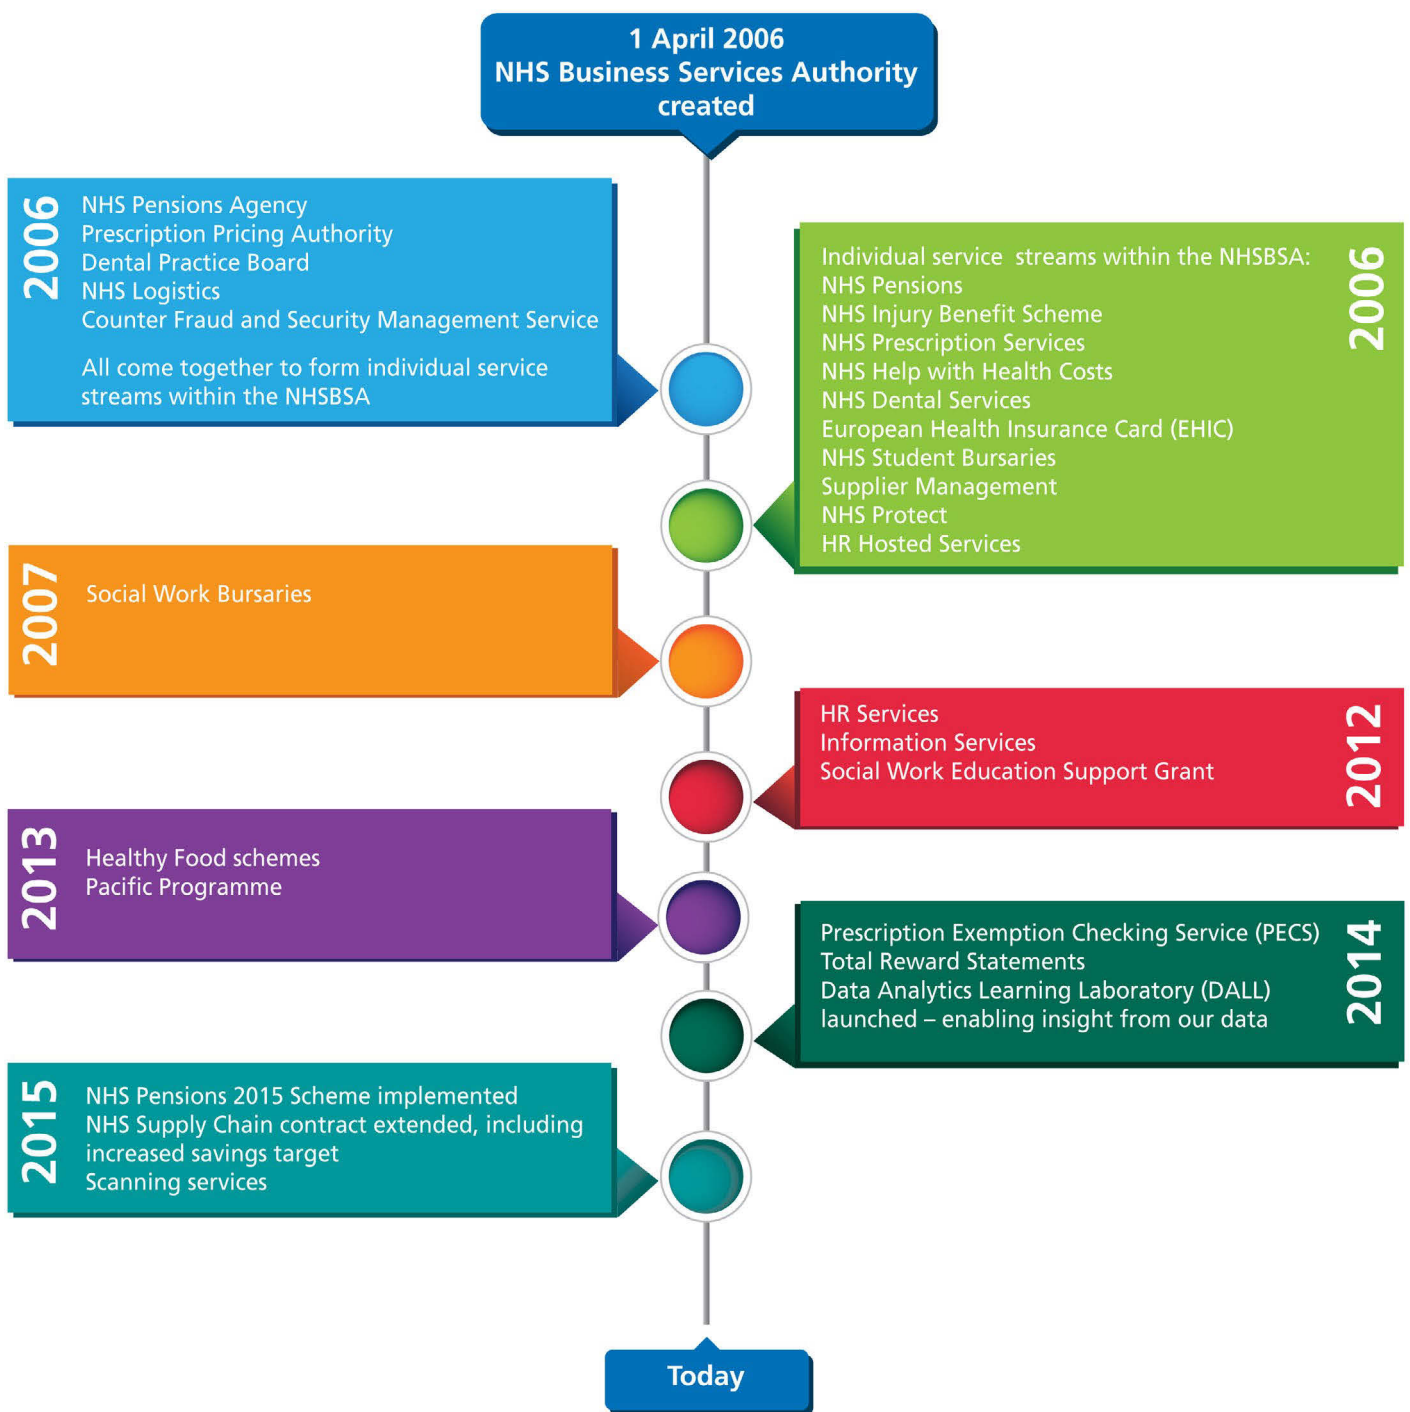 1 April 2006
NHS Business Services Authority
created
2006
NHS Pensions Agency
Prescription Pricing Authority
Dental Practice Board
NHS Logistics
Counter Fraud and Security Management Service
All come together to form individual service
streams within the NHSBSA
2006
Individual service streams within the NHSBSA:
NHS Pensions
NHS Injury Benefit Scheme
NHS Prescription Services
NHS Help with Health Costs
NHS Dental Services
European Health Insurance Card (EHIC)
NHS Student Bursaries
Supplier Management
NHS Protect
HR Hosted Services
2007
Social Work Bursaries
2012
HR Services
Information Services
Social Work Education Support Grant
2013
Healthy Food schemes
Pacific Programme
2014
Prescription Exemption Checking Service (PECS)
Total Reward Statements
Data Analytics Learning Laboratory (DALL)
launched – enabling insight from our data
2015
NHS Pensions 2015 Scheme implemented
NHS Supply Chain contract extended, including
increased savings target
Scanning services
Today